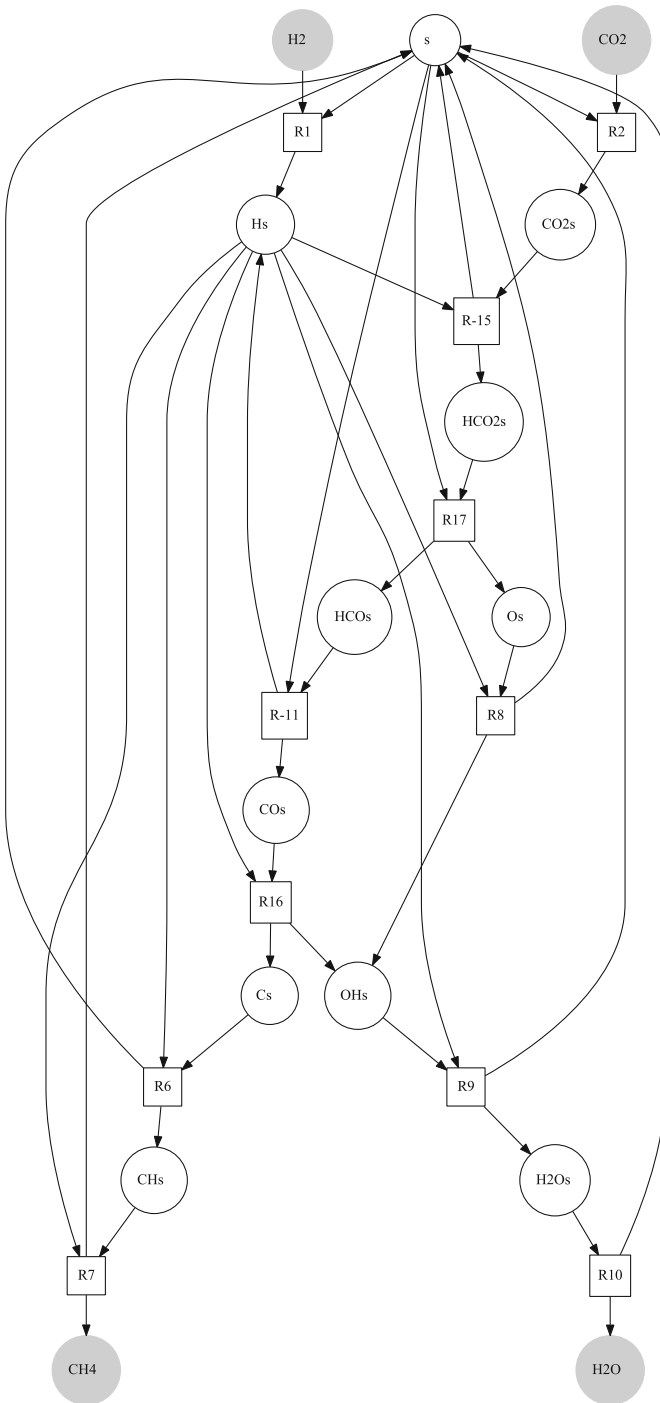 H2
s
CO2
R1
R2
Hs
CO2s
R-15
HCO2s
R17
HCOs
Os
R-11
R8
COs
R16
Cs
OHs
R6
R9
CHs
H2Os
R7
R10
CH4
H2O